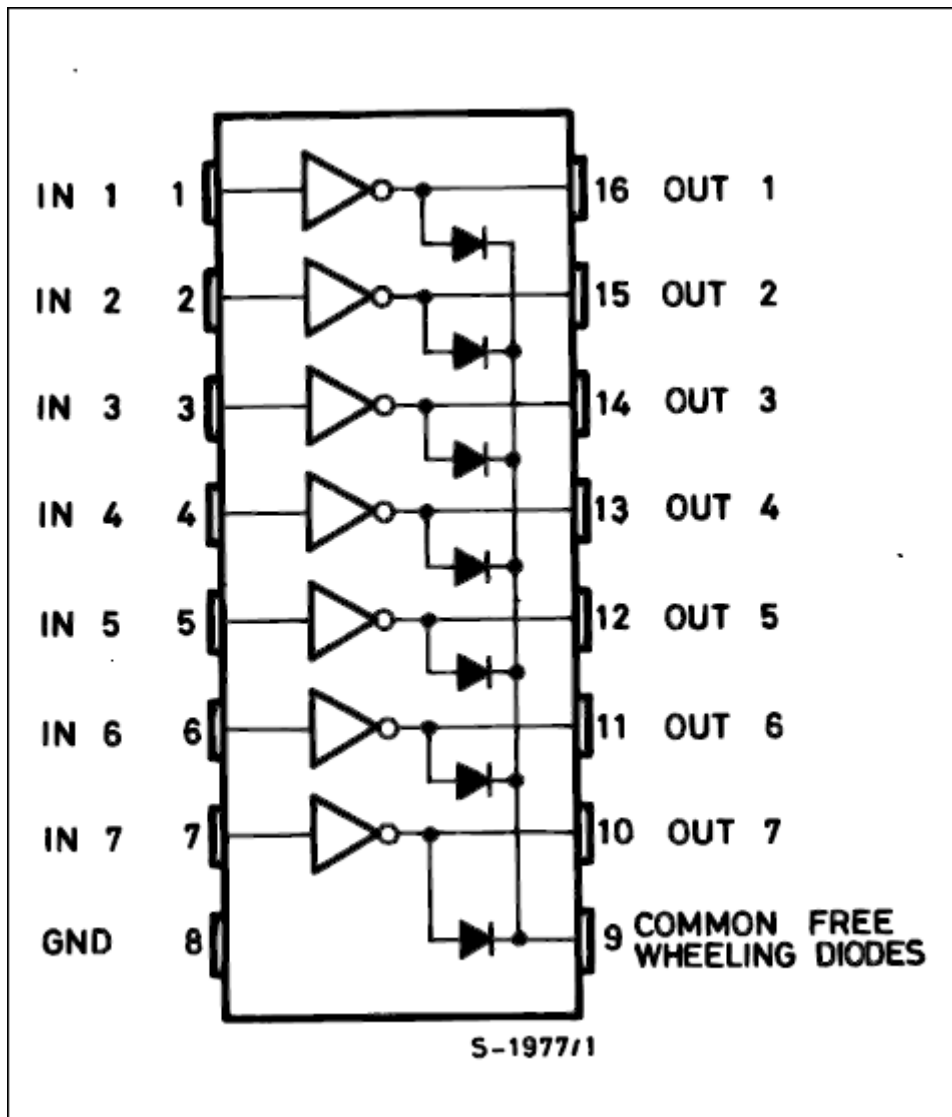 IN 1 1 16 OUT 1
IN 2 2 15 OUT 2
IN 3 3 14 OUT 3
IN 4 4 13 OUT 4
IN 5 5 12 OUT 5
IN 6 6 11 OUT 6
IN 7 7 10 OUT 7
GND 8 9 COMMON FREE
WHEELING DIODES
S-1977/1